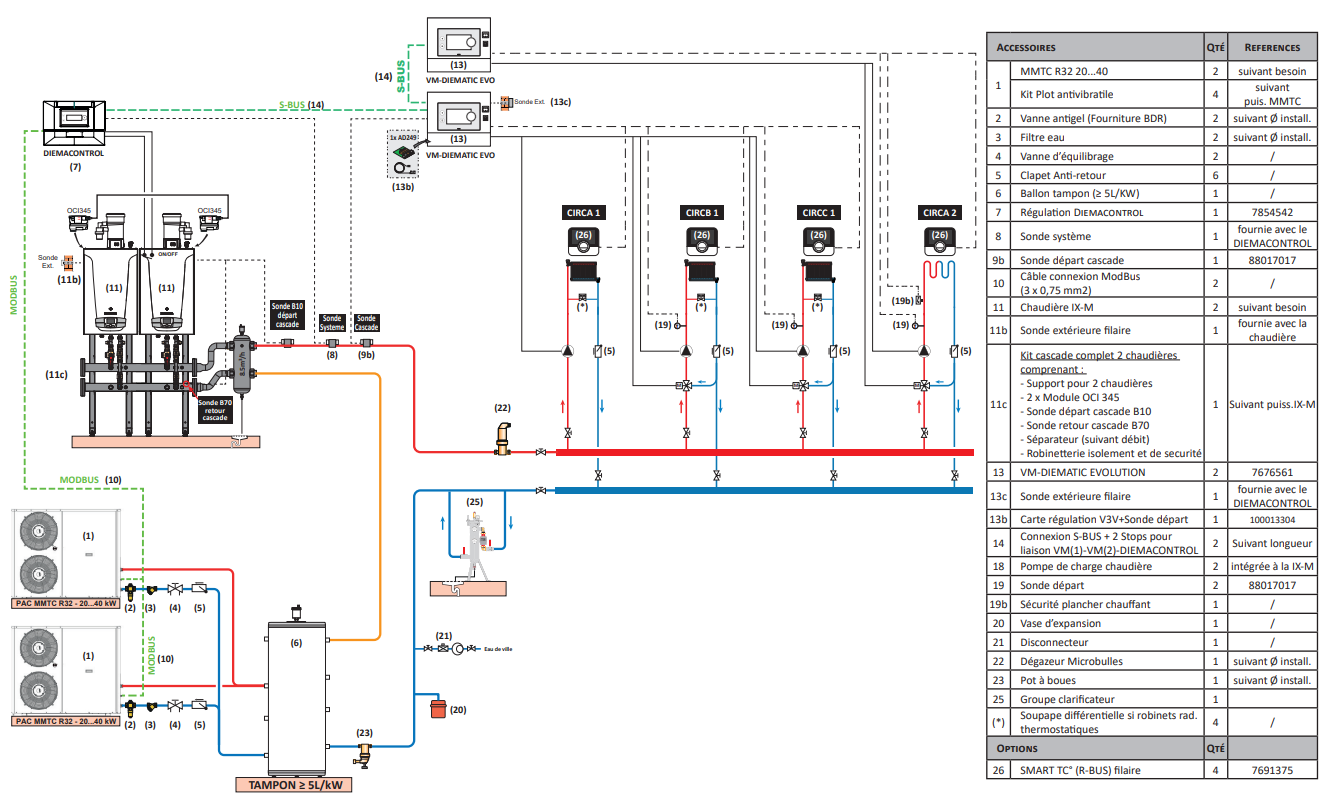 (13)
VM-DIEMATIC EVO
(14)
S-BUS
S-BUS (14)
Sonde Ext.
(13c)
(13)
VM-DIEMATIC EVO
1x AD249
(13b)
DIEMACONTROL
(7)
OCI345
OCI345
ON/OFF
Sonde
Ext.
(11b)
(11)
(11)
(11c)
MODBUS
8.5m³/h
Sonde B10
départ
cascade
Sonde
Systeme
(8)
Sonde
Cascade
(9b)
Sonde B70
retour
cascade
CIRCA 1
CIRCB 1
CIRCC 1
CIRCA 2
(26)
(26)
(26)
(26)
(*)
(*)
(*)
(19b)
(19)
(19)
(19)
(5)
(5)
(5)
(5)
M
M
M
(22)
(25)
MODBUS (10)
(1)
PAC MMTC R32 - 20...40 kW
(2)
(3)
(4)
(5)
MODBUS
(10)
(1)
PAC MMTC R32 - 20...40 kW
(2)
(3)
(4)
(5)
(6)
TAMPON ≥ 5L/kW
(21)
Eau de ville
(20)
(23)
ACCESSOIRES QTÉ REFERENCES
1 MMTC R32 20...40 2 suivant besoin
Kit Plot antivibratile 4 suivant
puis. MMTC
2 Vanne antigel (Fourniture BDR) 2 suivant Ø install.
3 Filtre eau 2 suivant Ø install.
4 Vanne d'équilibrage 2 /
5 Clapet Anti-retour 6 /
6 Ballon tampon (≥ 5L/KW) 1 /
7 Régulation DIEMACONTROL 1 7854542
8 Sonde système 1 fournie avec le
DIEMACONTROL
9b Sonde départ cascade 1 88017017
10 Câble connexion ModBus
(3 x 0,75 mm2) 2 /
11 Chaudière IX-M 2 suivant besoin
11b Sonde extérieure filaire 1 fournie avec la
chaudière
11c Kit cascade complet 2 chaudières
comprenant :
- Support pour 2 chaudières
- 2 x Module OCI 345
- Sonde départ cascade B10
- Sonde retour cascade B70
- Séparateur (suivant débit)
- Robinetterie isolement et de securité
1 Suivant puiss.IX-M
13 VM-DIEMATIC EVOLUTION 2 7676561
13c Sonde extérieure filaire 1 fournie avec le
DIEMACONTROL
13b Carte régulation V3V+Sonde départ 1 100013304
14 Connexion S-BUS + 2 Stops pour
liaison VM(1)-VM(2)-DIEMACONTROL 2 Suivant longueur
18 Pompe de charge chaudière 2 intégrée à la IX-M
19 Sonde départ 2 88017017
19b Sécurité plancher chauffant 1 /
20 Vase d'expansion 1 /
21 Disconnecteur 1 /
22 Dégazeur Microbulles 1 suivant Ø install.
23 Pot à boues 1 suivant Ø install.
25 Groupe clarificateur 1
(*) Soupape différentielle si robinets rad.
thermostatiques 4 /
OPTIONS QTÉ
26 SMART TC° (R-BUS) filaire 4 7691375